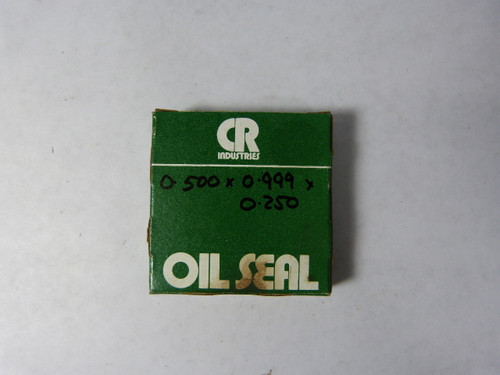 CR
INDUSTRIES
0.500 x 0.999 x
0.250
OIL SEAL